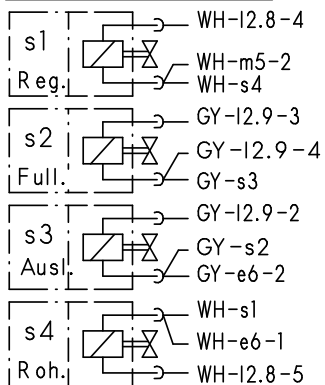 s1
Reg.
WH-12.8-4
WH-m5-2
WH-s4
s2
Full.
GY-12.9-3
GY-12.9-4
GY-s3
s3
Ausl.
GY-12.9-2
GY-s2
GY-e6-2
s4
Roh.
WH-s1
WH-e6-1
WH-12.8-5